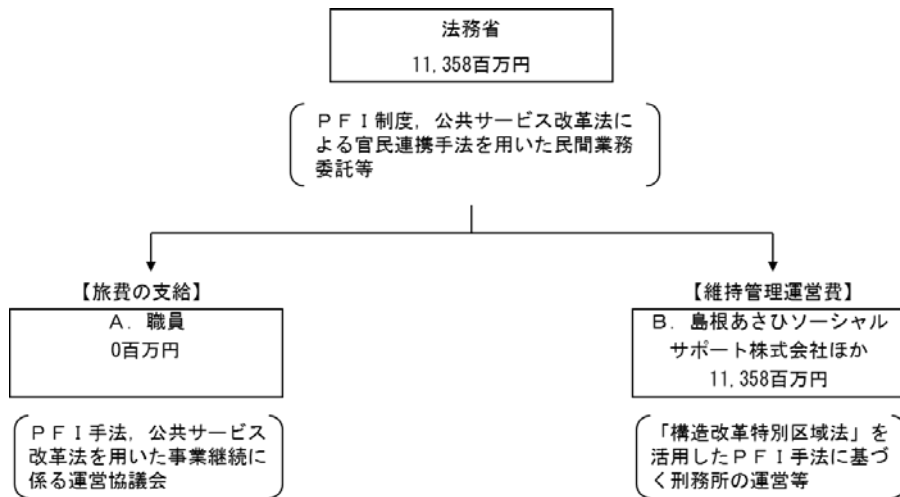 法務省
11,358百万円
ＰＦＩ制度，公共サービス改革法に
よる官民連携手法を用いた民間業務
委託等
【旅費の支給】
Ａ．職員
0百万円
ＰＦＩ手法，公共サービス
改革法を用いた事業継続に
係る運営協議会
【維持管理運営費】
Ｂ．島根あさひソーシャル
サポート株式会社ほか
11,358百万円
「構造改革特別区域法」を
活用したＰＦＩ手法に基づ
く刑務所の運営等